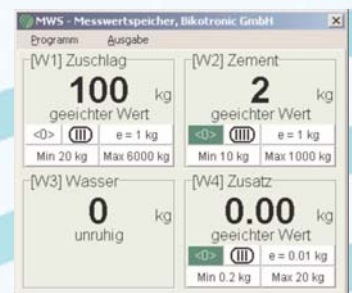 MWS - Messwertspeicher, Bikotronic GmbH
Programm Ausgabe
[W1] Zuschlag
100 kg
geeichter Wert
<0> (III) e = 1 kg
Min 20 kg Max 6000 kg
[W2] Zement
2 kg
geeichter Wert
<0> (IIII) e = 1 kg
Min 10 kg Max 1000 kg
[W3] Wasser
0 kg
unruhig
[W4] Zusatz
0.00 kg
geeichter Wert
<0> (III) e = 0.01 kg
Min 0.2 kg Max 20 kg